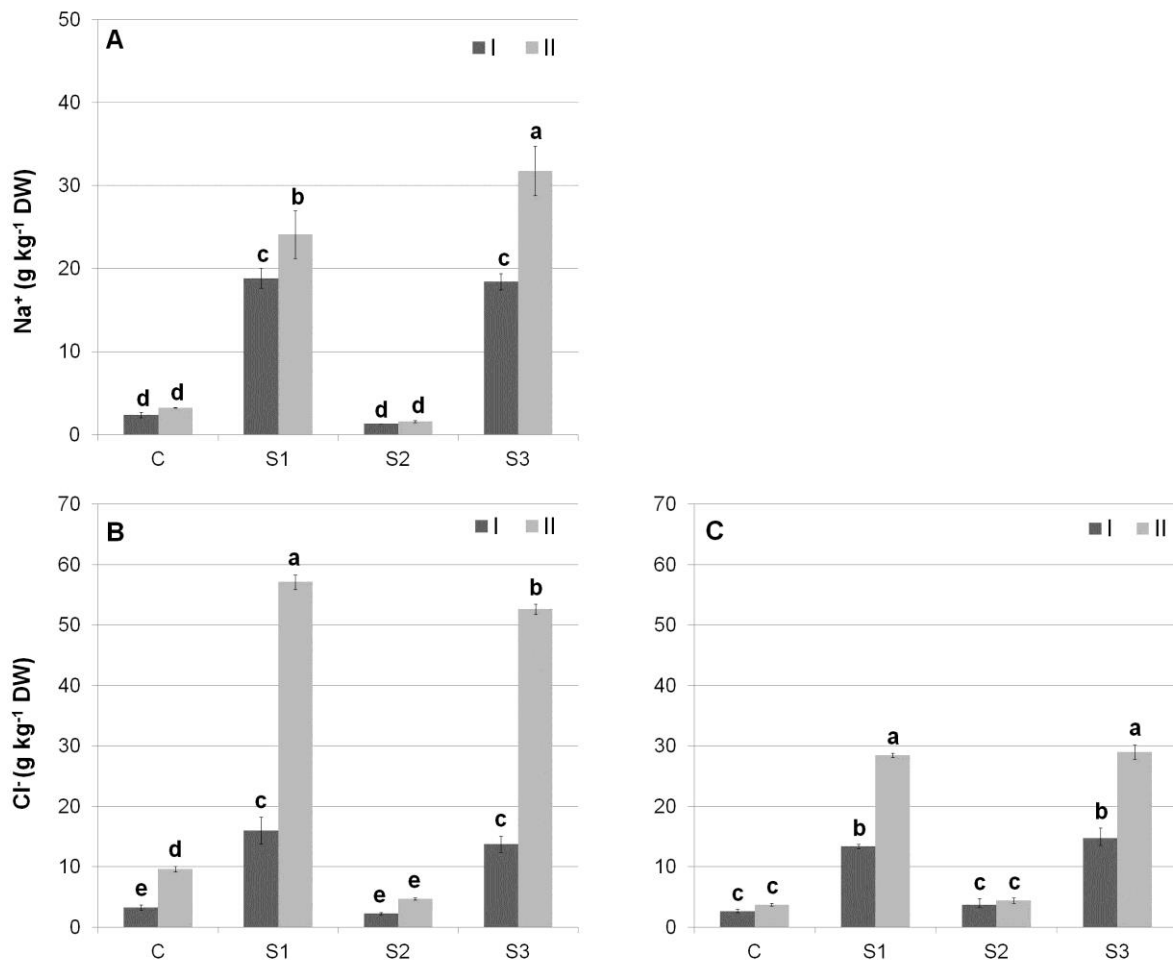 A
I II
50
40
30
20
10
0
Na⁺ (g kg⁻¹ DW)
d d c b d d c a
C S1 S2 S3
B
I II
70
60
50
40
30
20
10
0
Cl⁻ (g kg⁻¹ DW)
e d c a e e c b
C S1 S2 S3
C
I II
70
60
50
40
30
20
10
0
c c b a c c b a
C S1 S2 S3